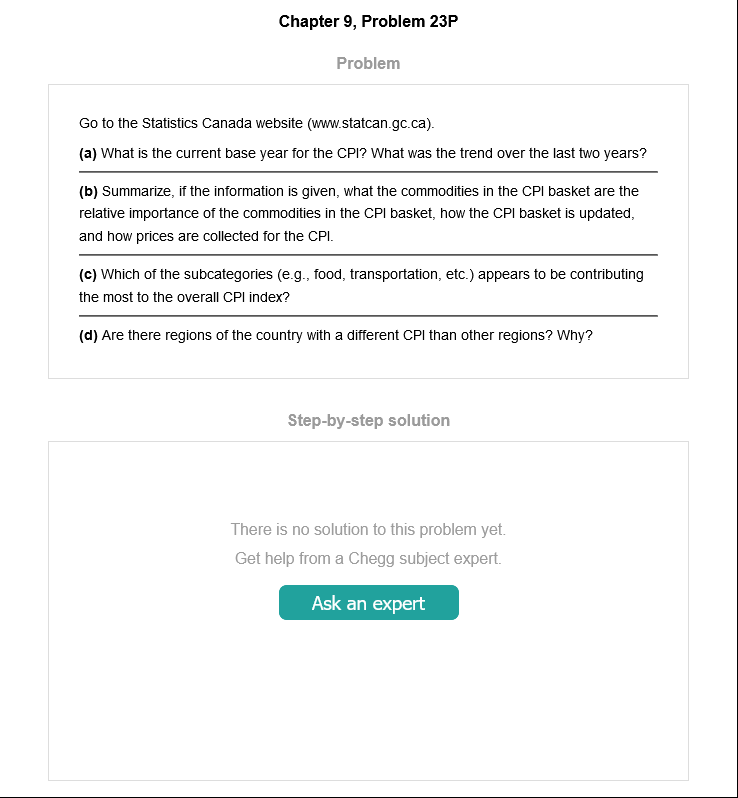 Chapter 9, Problem 23P
Problem
Go to the Statistics Canada website (www.statcan.gc.ca).
(a) What is the current base year for the CPI? What was the trend over the last two years?
(b) Summarize, if the information is given, what the commodities in the CPI basket are the
relative importance of the commodities in the CPI basket, how the CPI basket is updated,
and how prices are collected for the CPI.
(c) Which of the subcategories (e.g., food, transportation, etc.) appears to be contributing
the most to the overall CPI index?
(d) Are there regions of the country with a different CPI than other regions? Why?
Step-by-step solution
There is no solution to this problem yet.
Get help from a Chegg subject expert.
Ask an expert